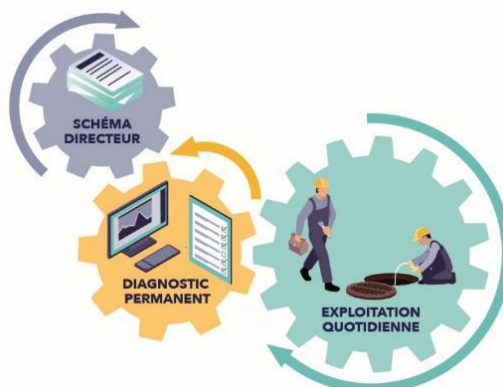 SCHÉMA
DIRECTEUR
DIAGNOSTIC
PERMANENT
EXPLOITATION
QUOTIDIENNE